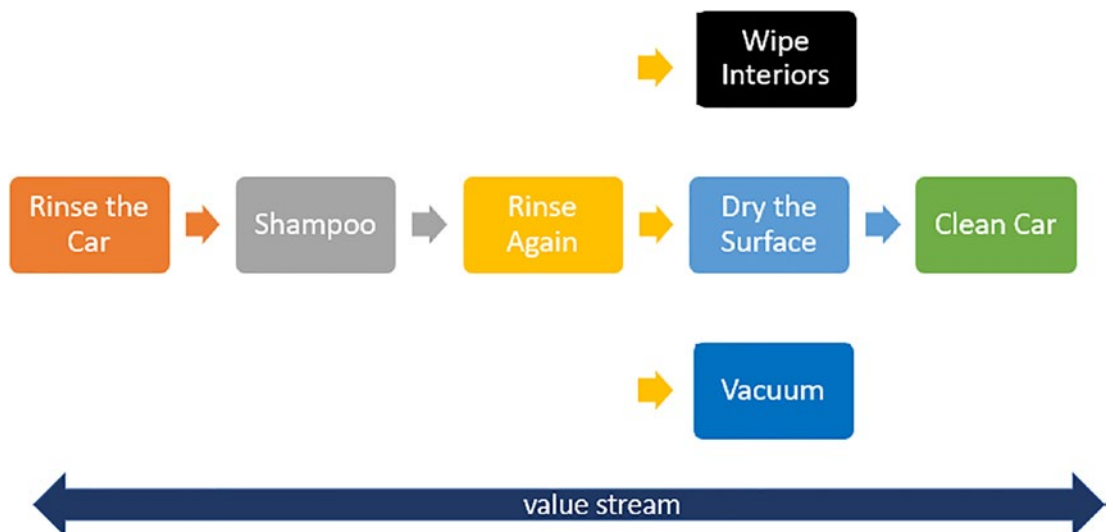 Wipe
Interiors
Rinse the
Car
Shampoo
Rinse
Again
Dry the
Surface
Clean Car
Vacuum
value stream